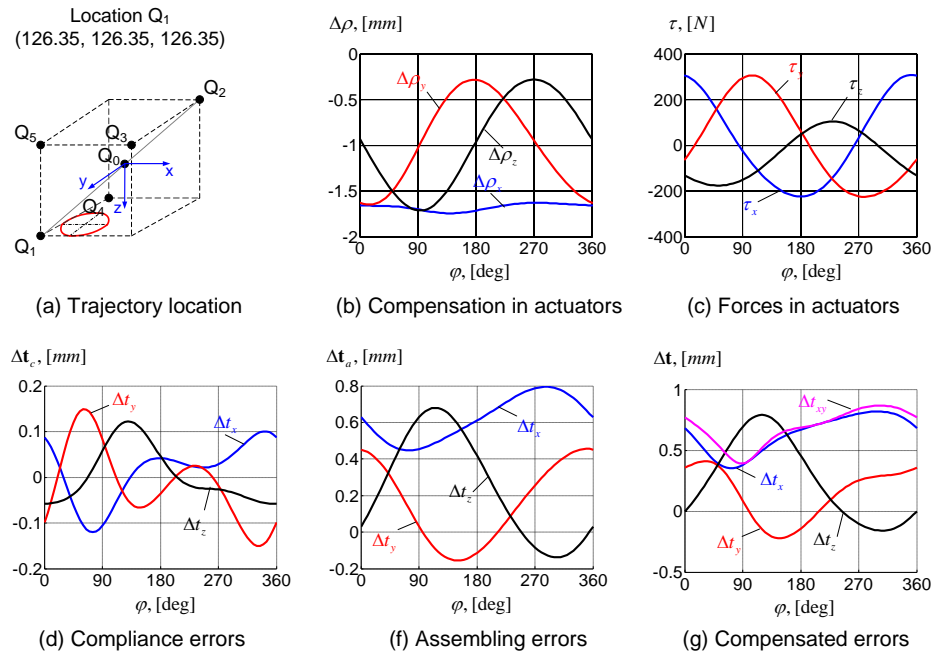 Location Q1
(126.35, 126.35, 126.35)
Q2
Q5
Q3
Q0
x
y
z
Q4
Q1
(a) Trajectory location
Δρ, [mm]
0
-0.5
-1
-1.5
-2
Δρy
Δρz
Δρx
0 90 180 270 360
φ, [deg]
(b) Compensation in actuators
τ, [N]
400
200
0
-200
-400
τy
τz
τx
0 90 180 270 360
φ, [deg]
(c) Forces in actuators
Δtc, [mm]
0.2
0.1
0
-0.1
-0.2
Δty
Δtx
Δtz
0 90 180 270 360
φ, [deg]
(d) Compliance errors
Δta, [mm]
0.8
0.6
0.4
0.2
0
-0.2
Δtx
Δtz
Δty
0 90 180 270 360
φ, [deg]
(f) Assembling errors
Δt, [mm]
1
0.5
0
-0.5
Δtxy
Δtx
Δty
Δtz
0 90 180 270 360
φ, [deg]
(g) Compensated errors